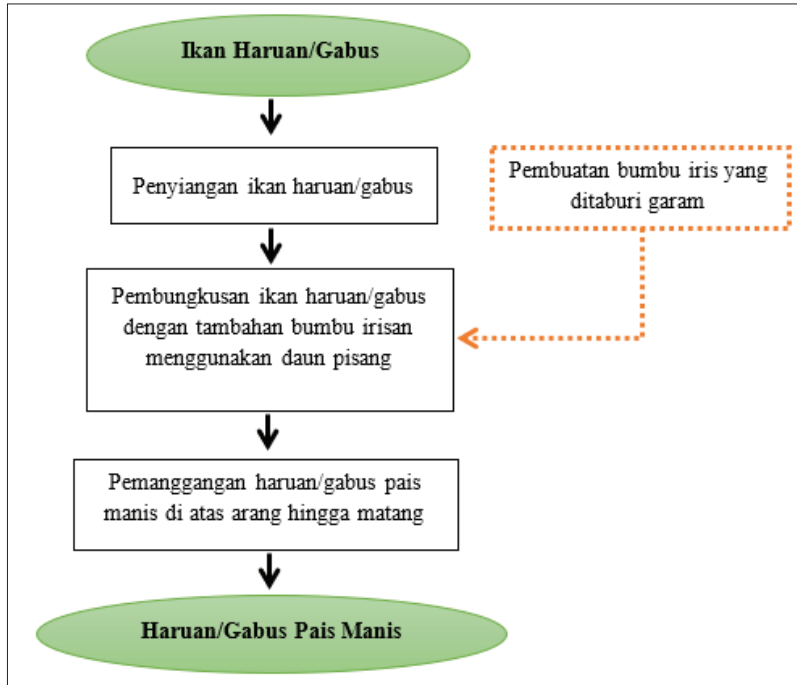 Ikan Haruan/Gabus
Penyiangan ikan haruan/gabus
Pembuatan bumbu iris yang
ditaburi garam
Pembungkusan ikan haruan/gabus
dengan tambahan bumbu irisan
menggunakan daun pisang
Pemanggangan haruan/gabus pais
manis di atas arang hingga matang
Haruan/Gabus Pais Manis